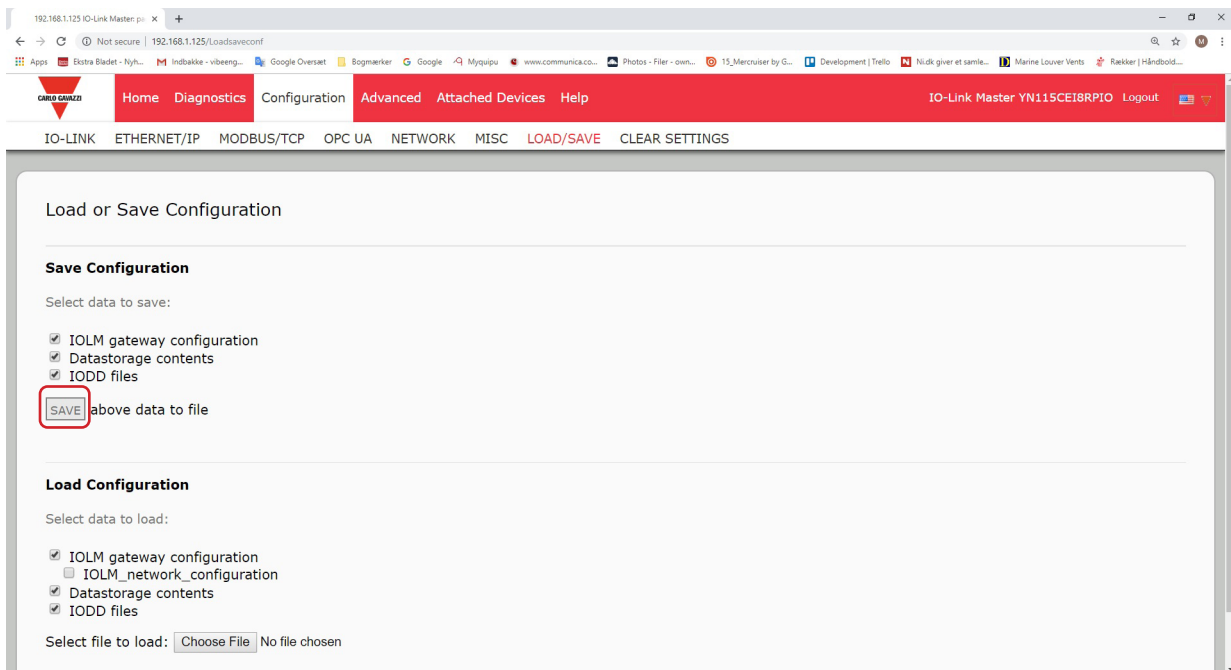 192.168.1.125 IO-Link Master: pa
Not secure | 192.168.1.125/Loadsaveconf
M
Apps Ekstra Bladet - Nyh... Indbakke - vibeeng... Google Oversæt Bogmærker Google Myquipu www.communica.co... Photos - Filer - own... 15_Mercruiser by G... Development | Trello Ni.dk giver et samle... Marine Louver Vents Rækker | Håndbold....
CARLO GAVAZZI Home Diagnostics Configuration Advanced Attached Devices Help IO-Link Master YN115CEI8RPIO Logout
IO-LINK ETHERNET/IP MODBUS/TCP OPC UA NETWORK MISC LOAD/SAVE CLEAR SETTINGS
Load or Save Configuration
Save Configuration
Select data to save:
IOLM gateway configuration
Datastorage contents
IODD files
SAVE above data to file
Load Configuration
Select data to load:
IOLM gateway configuration
IOLM_network_configuration
Datastorage contents
IODD files
Select file to load: Choose File No file chosen